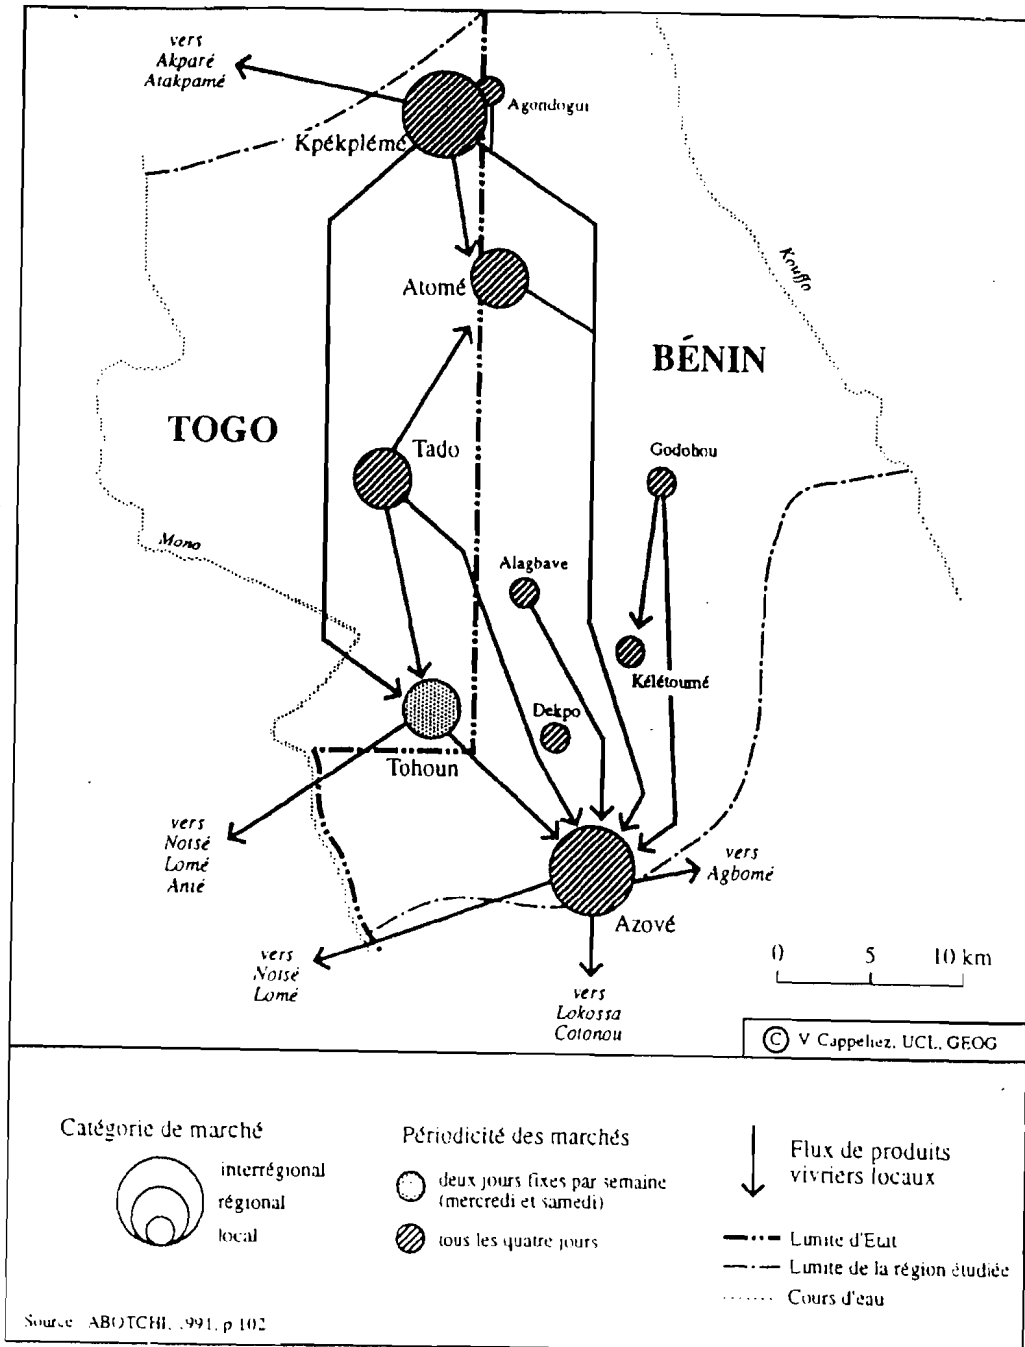 vers
Akparé
Atakpamé
Agondogui
Kpékplémé
Kouffo
Atomé
BÉNIN
TOGO
Tado
Godohou
Mono
Alagbave
Kélétoumé
Dekpo
Tohoun
vers
Notsé
Lomé
Anié
vers
Agbomé
Azové
vers
Notsé
Lomé
vers
Lokossa
Cotonou
0 5 10 km
© V Cappeliez, UCL, GEOG
Catégorie de marché
interrégional
régional
local
Périodicité des marchés
deux jours fixes par semaine
(mercredi et samedi)
tous les quatre jours
Flux de produits
vivriers locaux
Limite d'Etat
Limite de la région étudiée
Cours d'eau
Source ABOTCHI, 1991, p 102